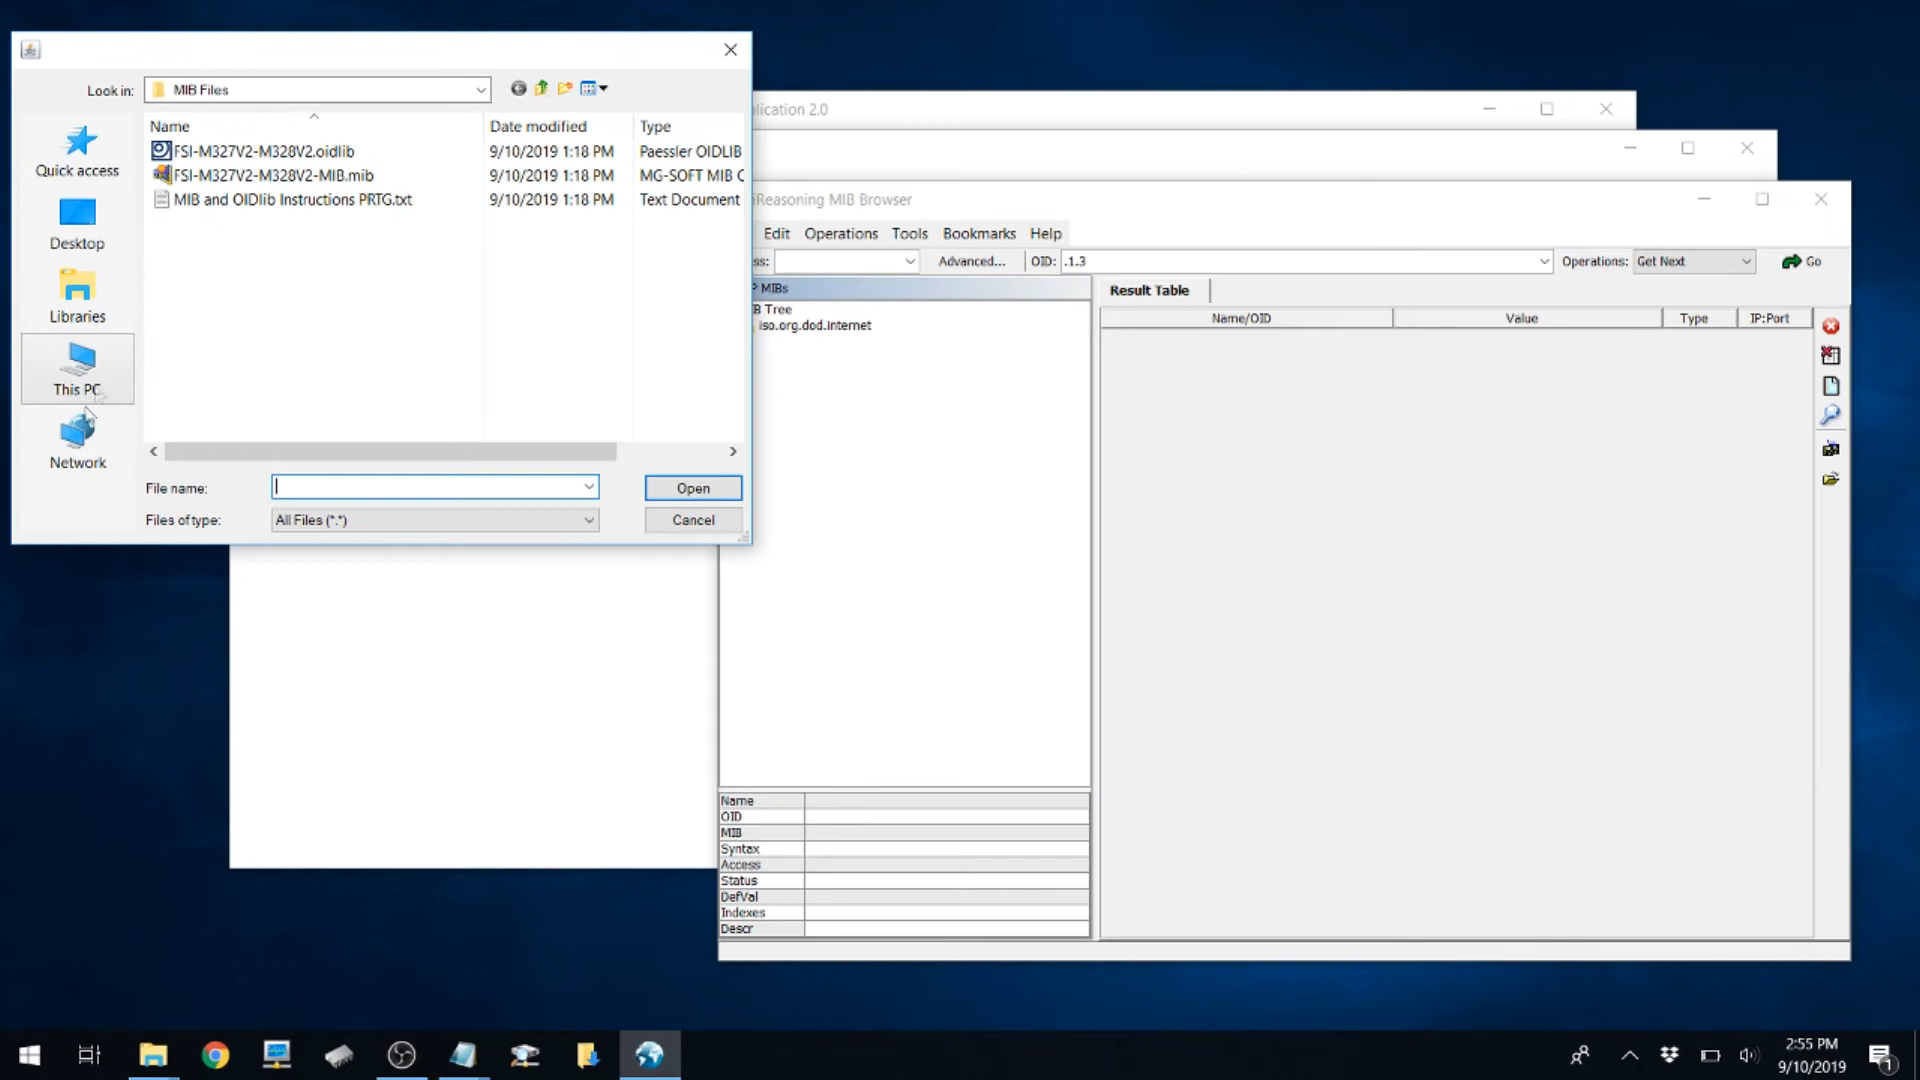 Look in: MIB Files
Name Date modified Type
FSI-M327V2-M328V2.oidlib 9/10/2019 1:18 PM Paessler OIDLIB
FSI-M327V2-M328V2-MIB.mib 9/10/2019 1:18 PM MG-SOFT MIB C
MIB and OIDlib Instructions PRTG.txt 9/10/2019 1:18 PM Text Document
Quick access
Desktop
Libraries
This PC
Network
File name: Open
Files of type: All Files (*.*) Cancel
lication 2.0
iReasoning MIB Browser
Edit Operations Tools Bookmarks Help
ss: Advanced... OID: .1.3 Operations: Get Next Go
P MIBs
B Tree
iso.org.dod.internet
Result Table
Name/OID Value Type IP:Port
Name
OID
MIB
Syntax
Access
Status
DefVal
Indexes
Descr
2:55 PM
9/10/2019
1